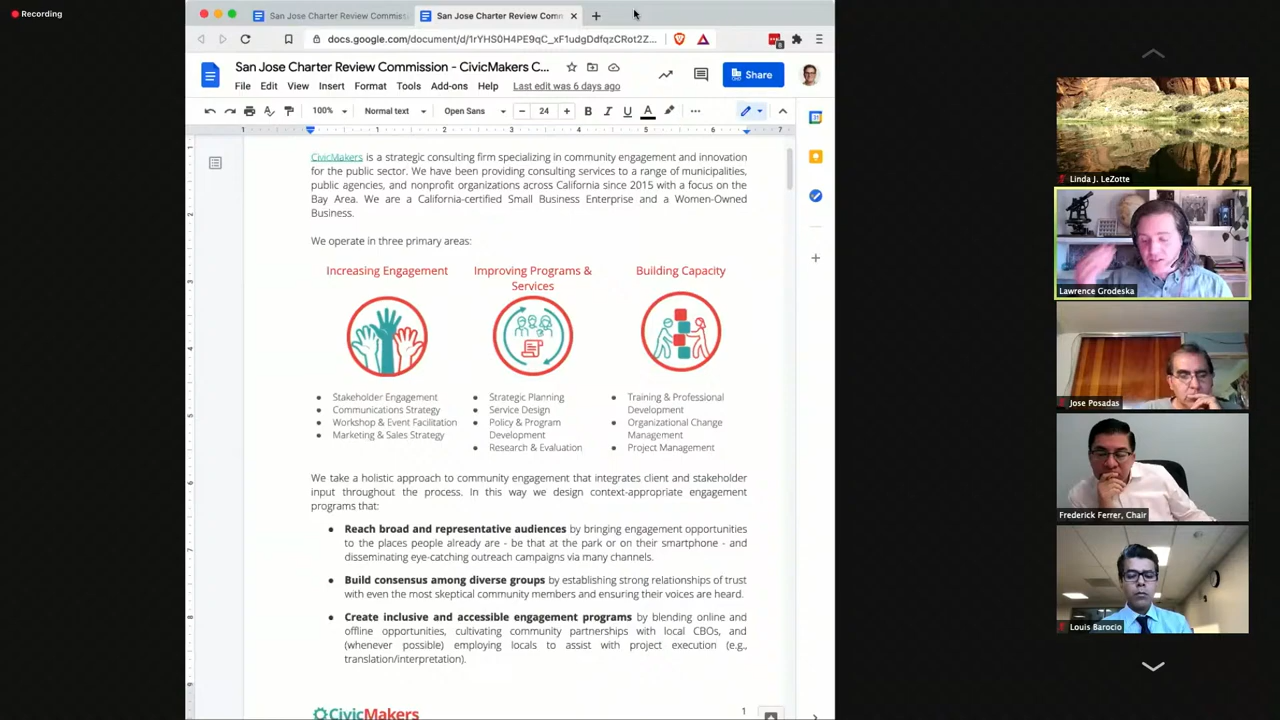 Recording
San Jose Charter Review Commist
San Jose Charter Review Comm
docs.google.com/document/d/1rYHS0H4PE9qC_xF1udgDdfqzCRot2Z...
San Jose Charter Review Commission - CivicMakers C...
Share
File Edit View Insert Format Tools Add-ons Help Last edit was 6 days ago
100% Normal text Open Sans 24 B I U A
CivicMakers is a strategic consulting firm specializing in community engagement and innovation
for the public sector. We have been providing consulting services to a range of municipalities,
public agencies, and nonprofit organizations across California since 2015 with a focus on the
Bay Area. We are a California-certified Small Business Enterprise and a Women-Owned
Business.
We operate in three primary areas:
Increasing Engagement
Stakeholder Engagement
Communications Strategy
Workshop & Event Facilitation
Marketing & Sales Strategy
Improving Programs &
Services
Strategic Planning
Service Design
Policy & Program
Development
Research & Evaluation
Building Capacity
Training & Professional
Development
Organizational Change
Management
Project Management
We take a holistic approach to community engagement that integrates client and stakeholder
input throughout the process. In this way we design context-appropriate engagement
programs that:
Reach broad and representative audiences by bringing engagement opportunities
to the places people already are - be that at the park or on their smartphone - and
disseminating eye-catching outreach campaigns via many channels.
Build consensus among diverse groups by establishing strong relationships of trust
with even the most skeptical community members and ensuring their voices are heard.
Create inclusive and accessible engagement programs by blending online and
offline opportunities, cultivating community partnerships with local CBOs, and
(whenever possible) employing locals to assist with project execution (e.g.,
translation/interpretation).
CivicMakers
1
Linda J. LeZotte
Lawrence Grodeska
Jose Posadas
Frederick Ferrer, Chair
Louis Barocio